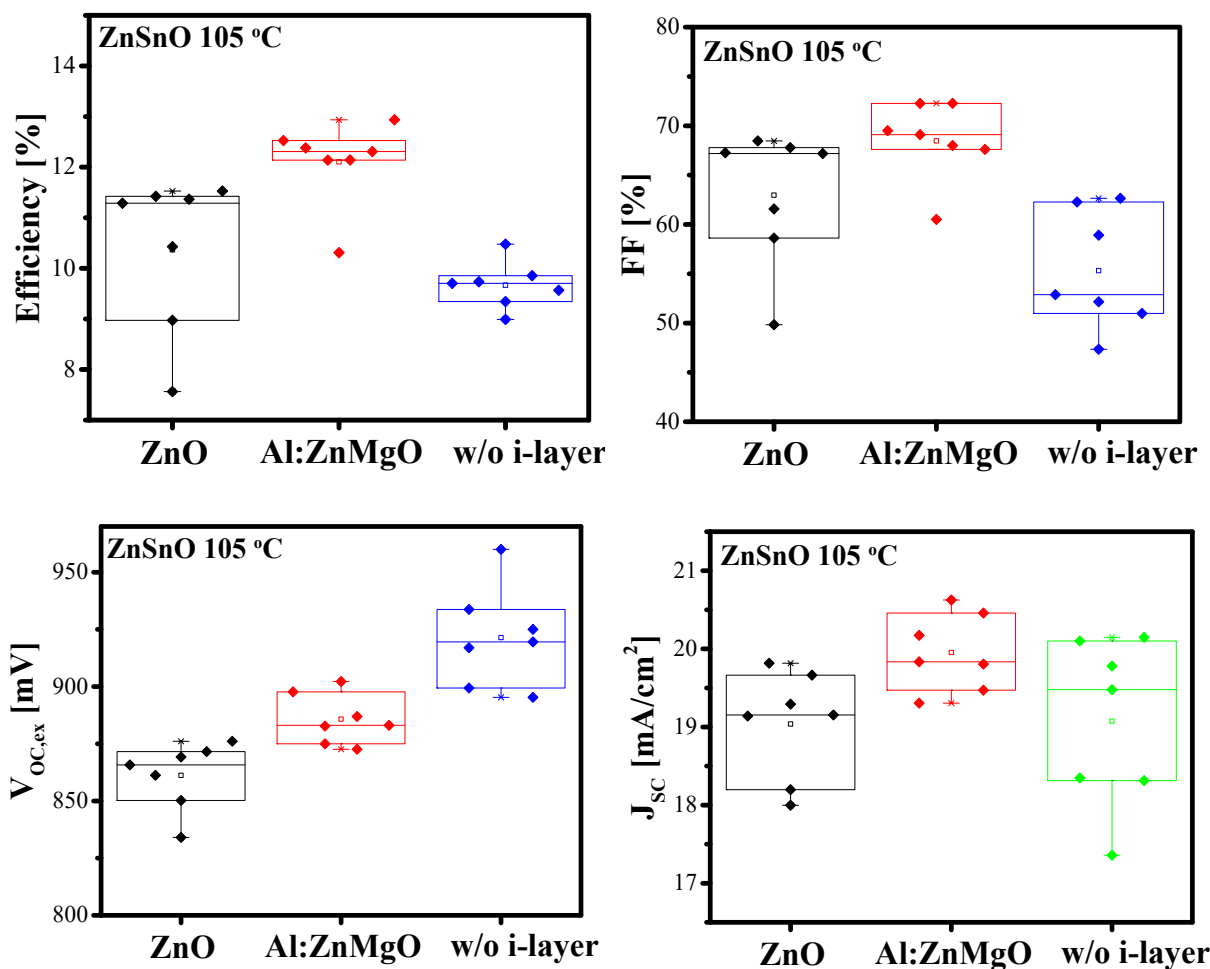 ZnSnO 105 °C
Efficiency [%]
14
12
10
8
ZnO Al:ZnMgO w/o i-layer
ZnSnO 105 °C
FF [%]
80
70
60
50
40
ZnO Al:ZnMgO w/o i-layer
ZnSnO 105 °C
V_OC,ex [mV]
950
900
850
800
ZnO Al:ZnMgO w/o i-layer
ZnSnO 105 °C
J_SC [mA/cm²]
21
20
19
18
17
ZnO Al:ZnMgO w/o i-layer